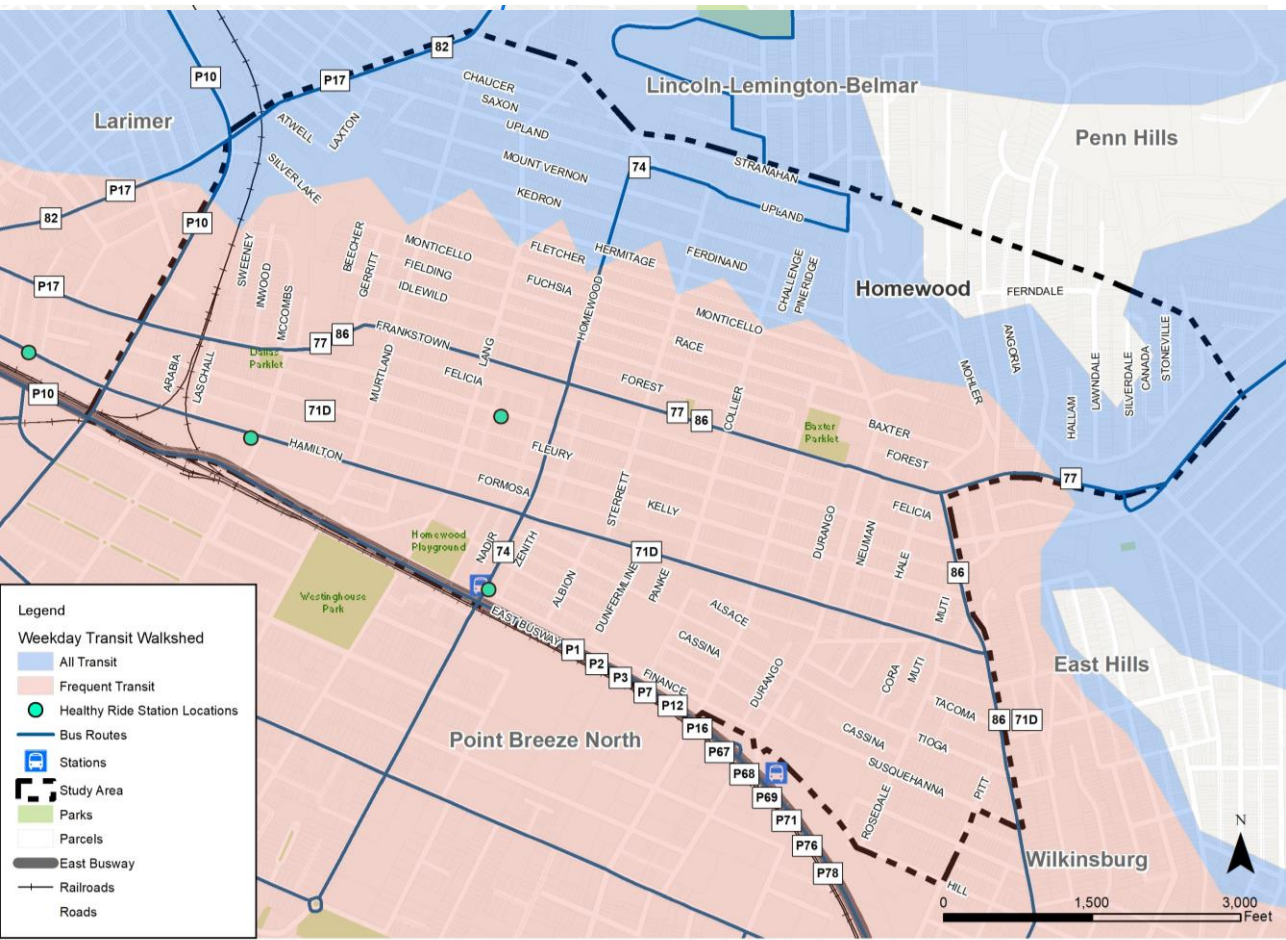 P10
82
P17
CHAUCER
SAXON
Lincoln-Lemington-Belmar
Larimer
ATWELL
LAXTON
UPLAND
Penn Hills
SILVER LAKE
MOUNT VERNON
74
STRANAHAN
P17
KEDRON
UPLAND
82
P10
SWEENEY
INWOOD
MCCOMBS
BEECHER
GERRITT
MONTICELLO
FIELDING
IDLEWILD
FLETCHER
HERMITAGE
FERDINAND
FUCHSIA
CHALLENGE
PINERIDGE
Homewood
FERNDALE
P17
HOMEWOOD
MONTICELLO
77
86
FRANKSTOWN
RACE
ANGORIA
STONEVILLE
CANADA
SILVERDALE
LAWNDALE
HALLAM
MOHLER
Dallas
Parklet
ARABIA
LASCHALL
MURTLAND
LANG
FELICIA
FOREST
COLLIER
P10
71D
77
86
Baxter
Parklet
BAXTER
FOREST
HAMILTON
FLEURY
77
FORMOSA
STERRETT
KELLY
FELICIA
DURANGO
NEUMAN
HALE
Homewood
Playground
NADIR
74
ZENITH
71D
86
ALBION
DUNFERMLINE
PANKE
MUTI
Westinghouse
Park
ALSACE
EAST BUSWAY
CASSINA
P1
P2
P3
P7
P12
P16
P67
P68
P69
P71
P76
P78
FINANCE
DURANGO
CORA
MUTI
East Hills
TACOMA
86
71D
Point Breeze North
CASSINA
TIOGA
SUSQUEHANNA
ROSEDALE
PITT
Wilkinsburg
HILL
N
0
1,500
3,000
Feet
Legend
Weekday Transit Walkshed
All Transit
Frequent Transit
Healthy Ride Station Locations
Bus Routes
Stations
Study Area
Parks
Parcels
East Busway
Railroads
Roads